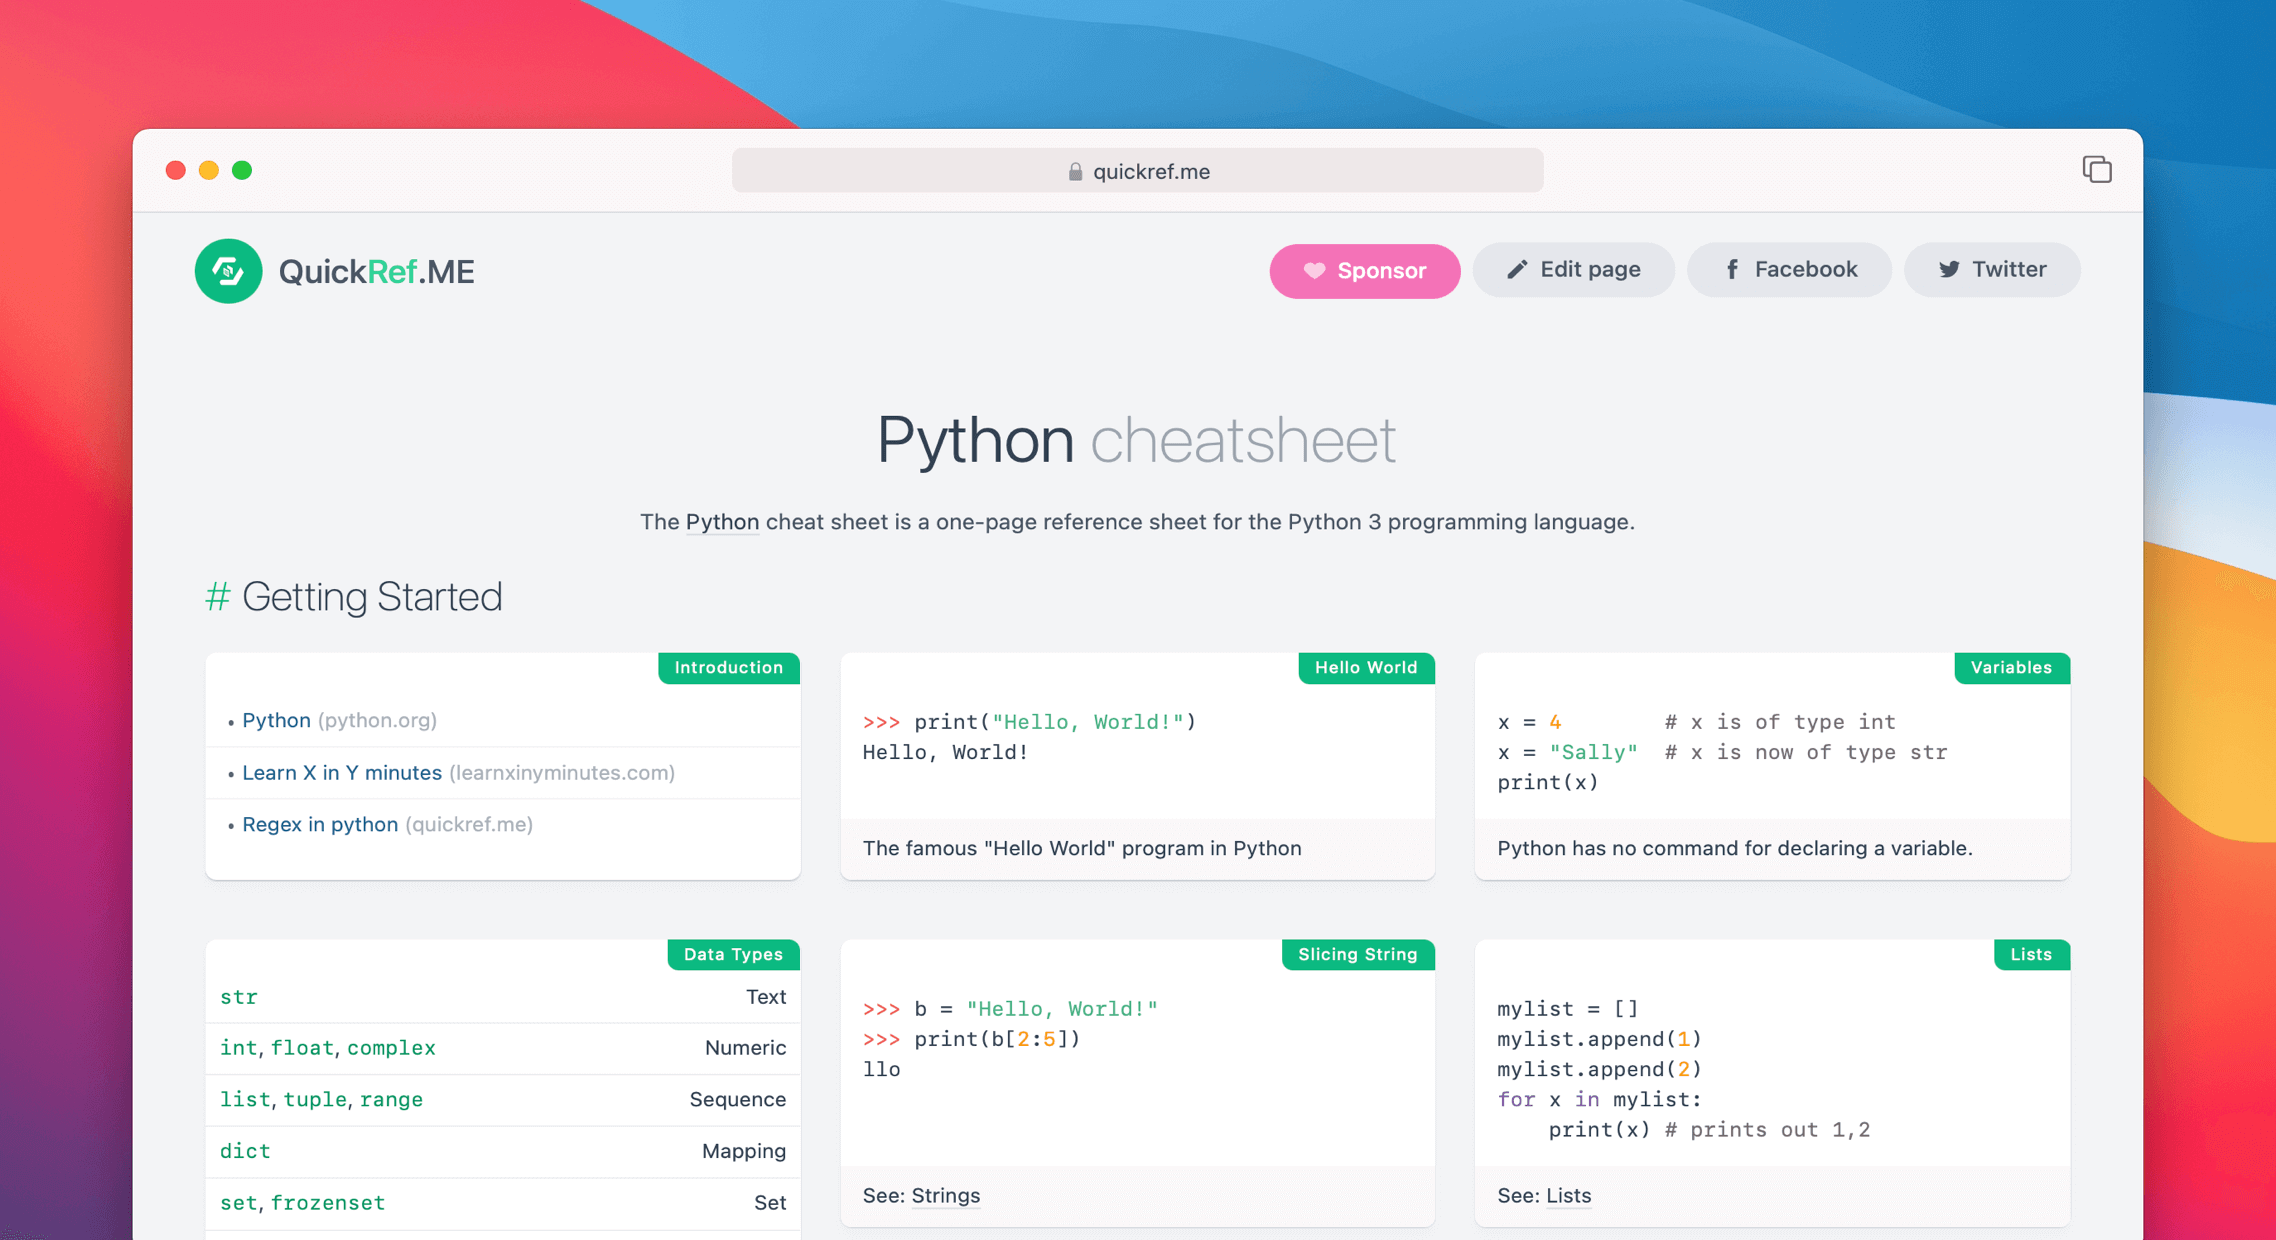 quickref.me
QuickRef.ME
Sponsor
Edit page
Facebook
Twitter
Python cheatsheet
The Python cheat sheet is a one-page reference sheet for the Python 3 programming language.
# Getting Started
Introduction
• Python (python.org)
• Learn X in Y minutes (learnxinyminutes.com)
• Regex in python (quickref.me)
Hello World
>>> print("Hello, World!")
Hello, World!
The famous "Hello World" program in Python
Variables
x = 4        # x is of type int
x = "Sally"  # x is now of type str
print(x)
Python has no command for declaring a variable.
Data Types
str Text
int, float, complex Numeric
list, tuple, range Sequence
dict Mapping
set, frozenset Set
Slicing String
>>> b = "Hello, World!"
>>> print(b[2:5])
llo
See: Strings
Lists
mylist = []
mylist.append(1)
mylist.append(2)
for x in mylist:
    print(x) # prints out 1,2
See: Lists